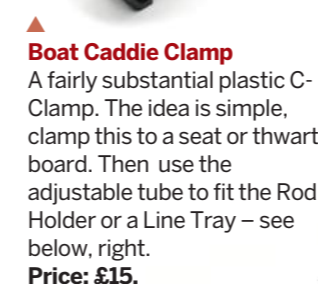 Boat Caddie Clamp
A fairly substantial plastic C-
Clamp. The idea is simple,
clamp this to a seat or thwart
board. Then use the
adjustable tube to fit the Rod
Holder or a Line Tray – see
below, right.
Price: £15.